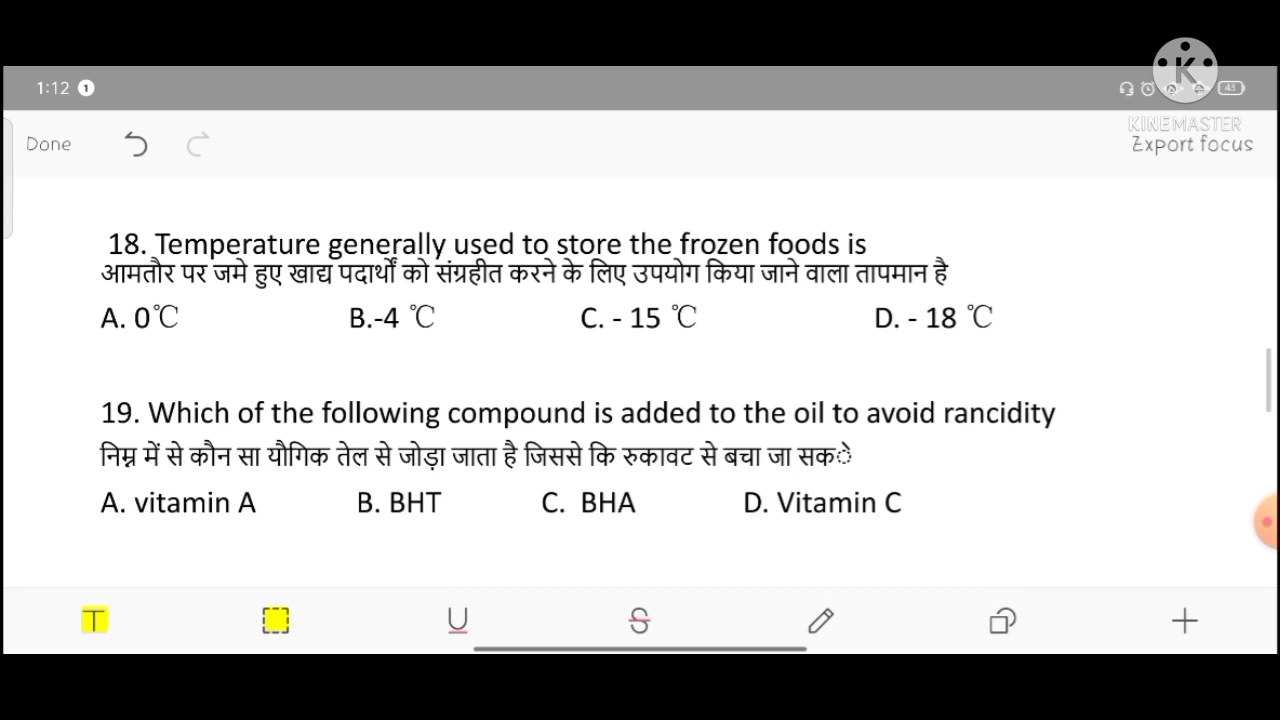 1:12 1
43
K
KINEMASTER
Done
Export focus
18. Temperature generally used to store the frozen foods is
आमतौर पर जमे हुए खाद्य पदार्थों को संग्रहीत करने के लिए उपयोग किया जाने वाला तापमान है
A. 0℃ B.-4 ℃ C. - 15 ℃ D. - 18 ℃
19. Which of the following compound is added to the oil to avoid rancidity
निम्न में से कौन सा यौगिक तेल से जोड़ा जाता है जिससे कि रुकावट से बचा जा सकेे
A. vitamin A B. BHT C. BHA D. Vitamin C
T U S